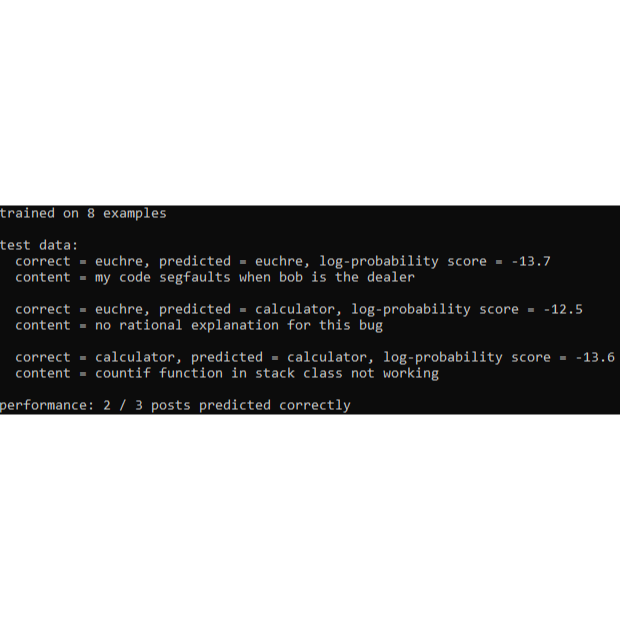 trained on 8 examples
test data:
correct = euchre, predicted = euchre, log-probability score = -13.7
content = my code segfaults when bob is the dealer
correct = euchre, predicted = calculator, log-probability score = -12.5
content = no rational explanation for this bug
correct = calculator, predicted = calculator, log-probability score = -13.6
content = countif function in stack class not working
performance: 2 / 3 posts predicted correctly